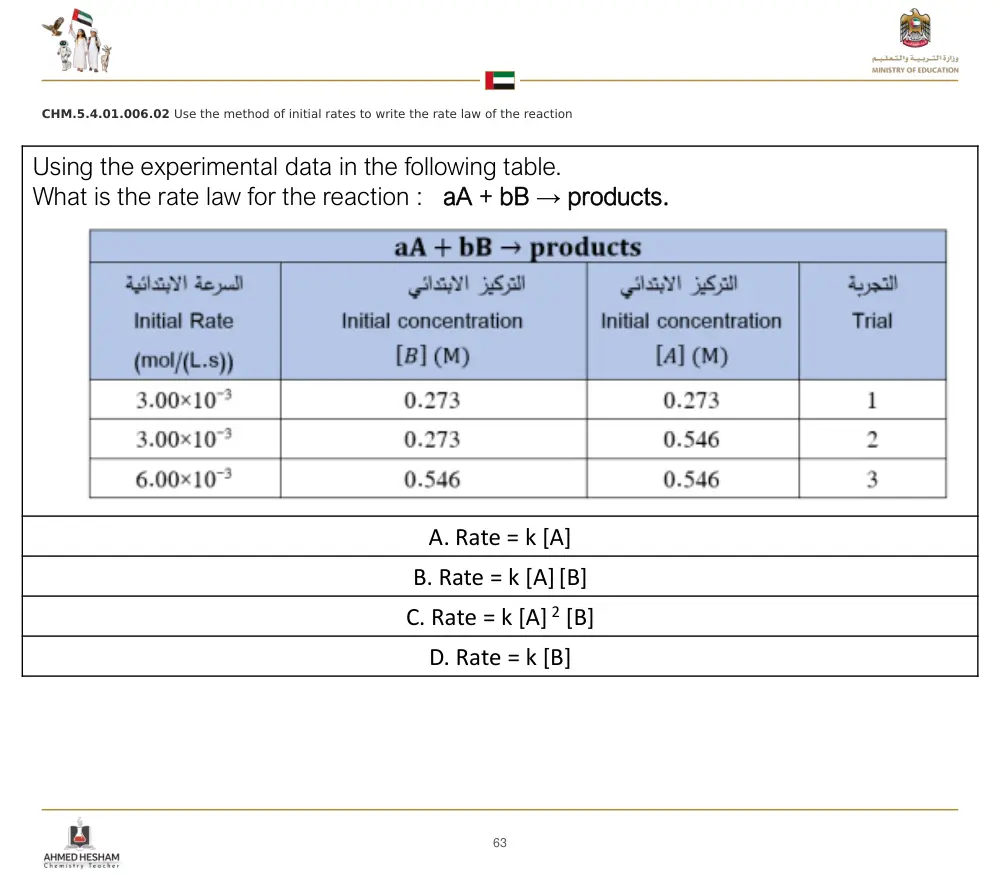 وزارة التربية والتعليم
MINISTRY OF EDUCATION
CHM.5.4.01.006.02 Use the method of initial rates to write the rate law of the reaction
Using the experimental data in the following table.
What is the rate law for the reaction : aA + bB → products.
aA + bB → products
السرعة الابتدائية التركيز الابتدائي التركيز الابتدائي التجربة
Initial Rate Initial concentration Initial concentration Trial
(mol/(L.s)) [B] (M) [A] (M)
3.00×10⁻³ 0.273 0.273 1
3.00×10⁻³ 0.273 0.546 2
6.00×10⁻³ 0.546 0.546 3
A. Rate = k [A]
B. Rate = k [A] [B]
C. Rate = k [A] ² [B]
D. Rate = k [B]
63
AHMED HESHAM
Chemistry Teacher